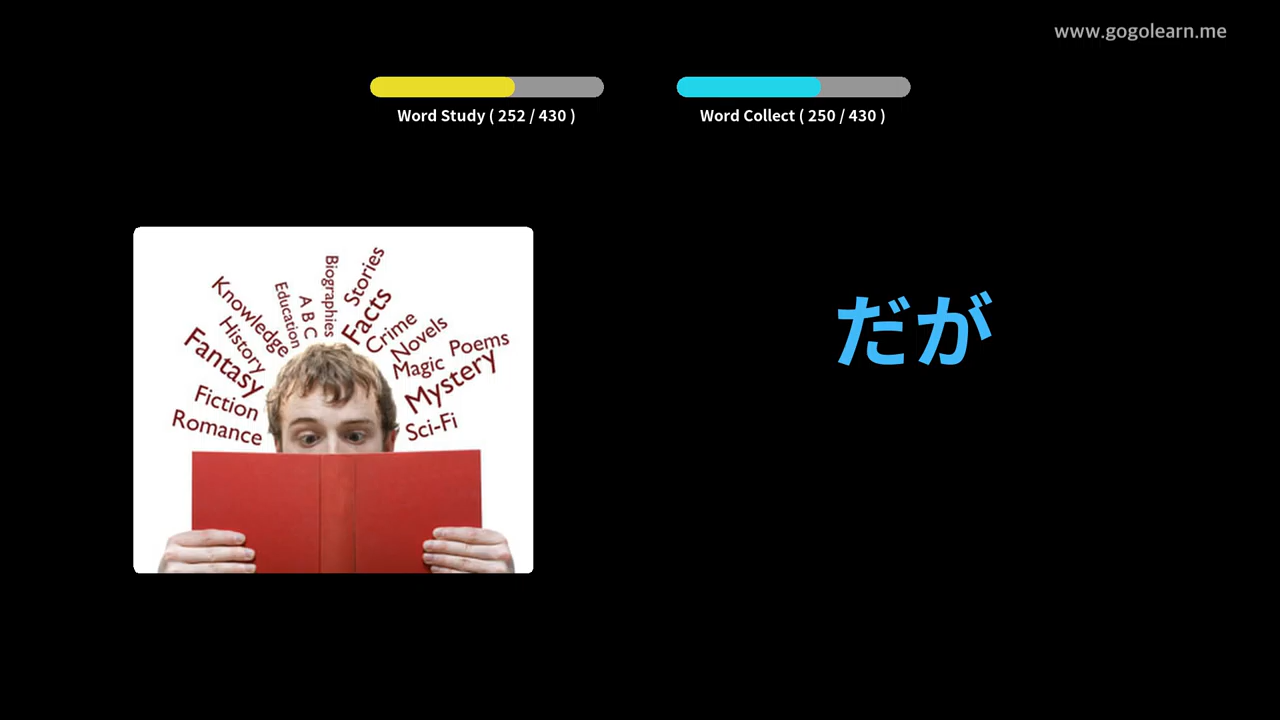 www.gogolearn.me
Word Study ( 252 / 430 )
Word Collect ( 250 / 430 )
Knowledge
Education
A B C
Biographies
Stories
Facts
History
Crime
Novels
Fantasy
Magic
Poems
Mystery
Fiction
Romance
Sci-Fi
だが